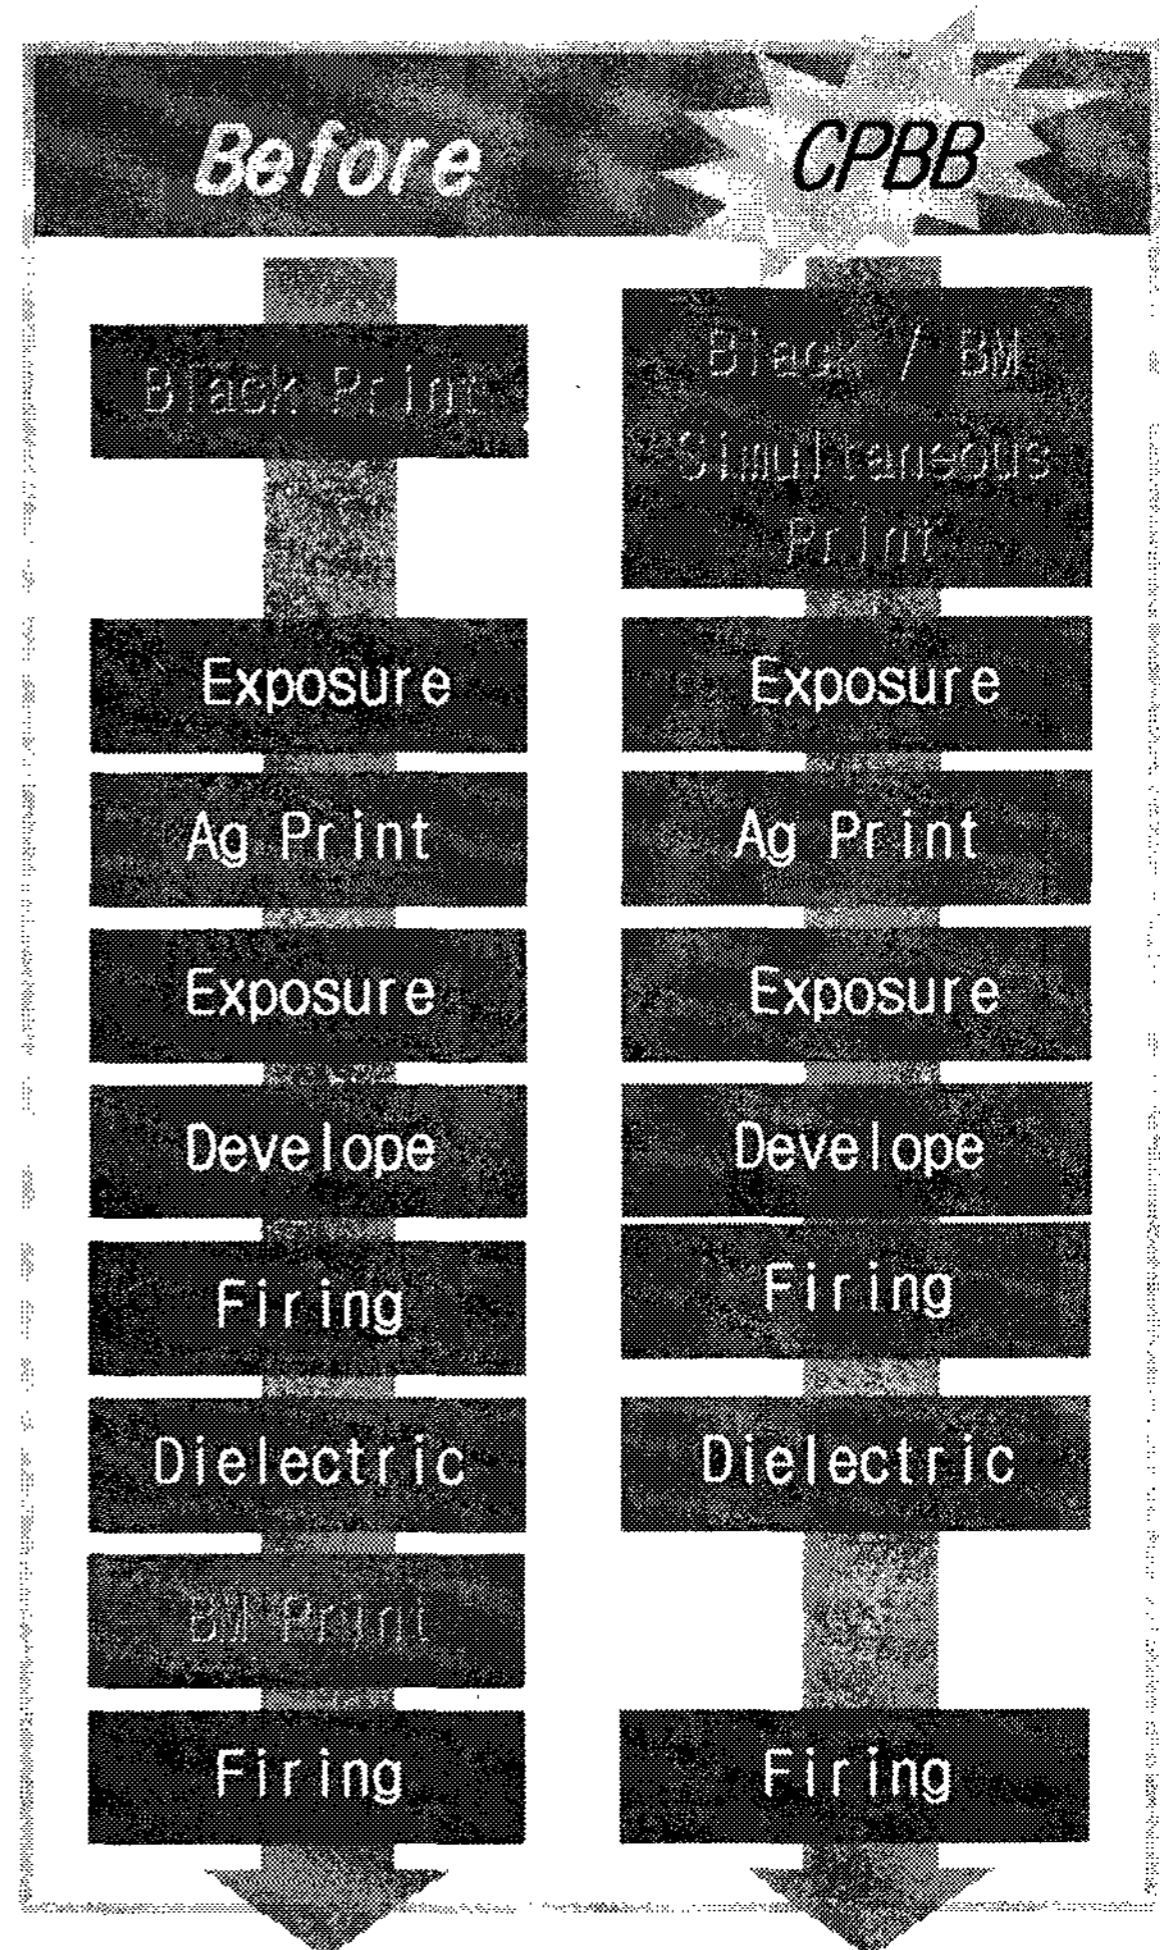 Before
CPBB
Black Print
Exposure
Ag Print
Exposure
Develope
Firing
Dielectric
BM Print
Firing
Black / BM
Simultaneous
Print
Exposure
Ag Print
Exposure
Develope
Firing
Dielectric
Firing